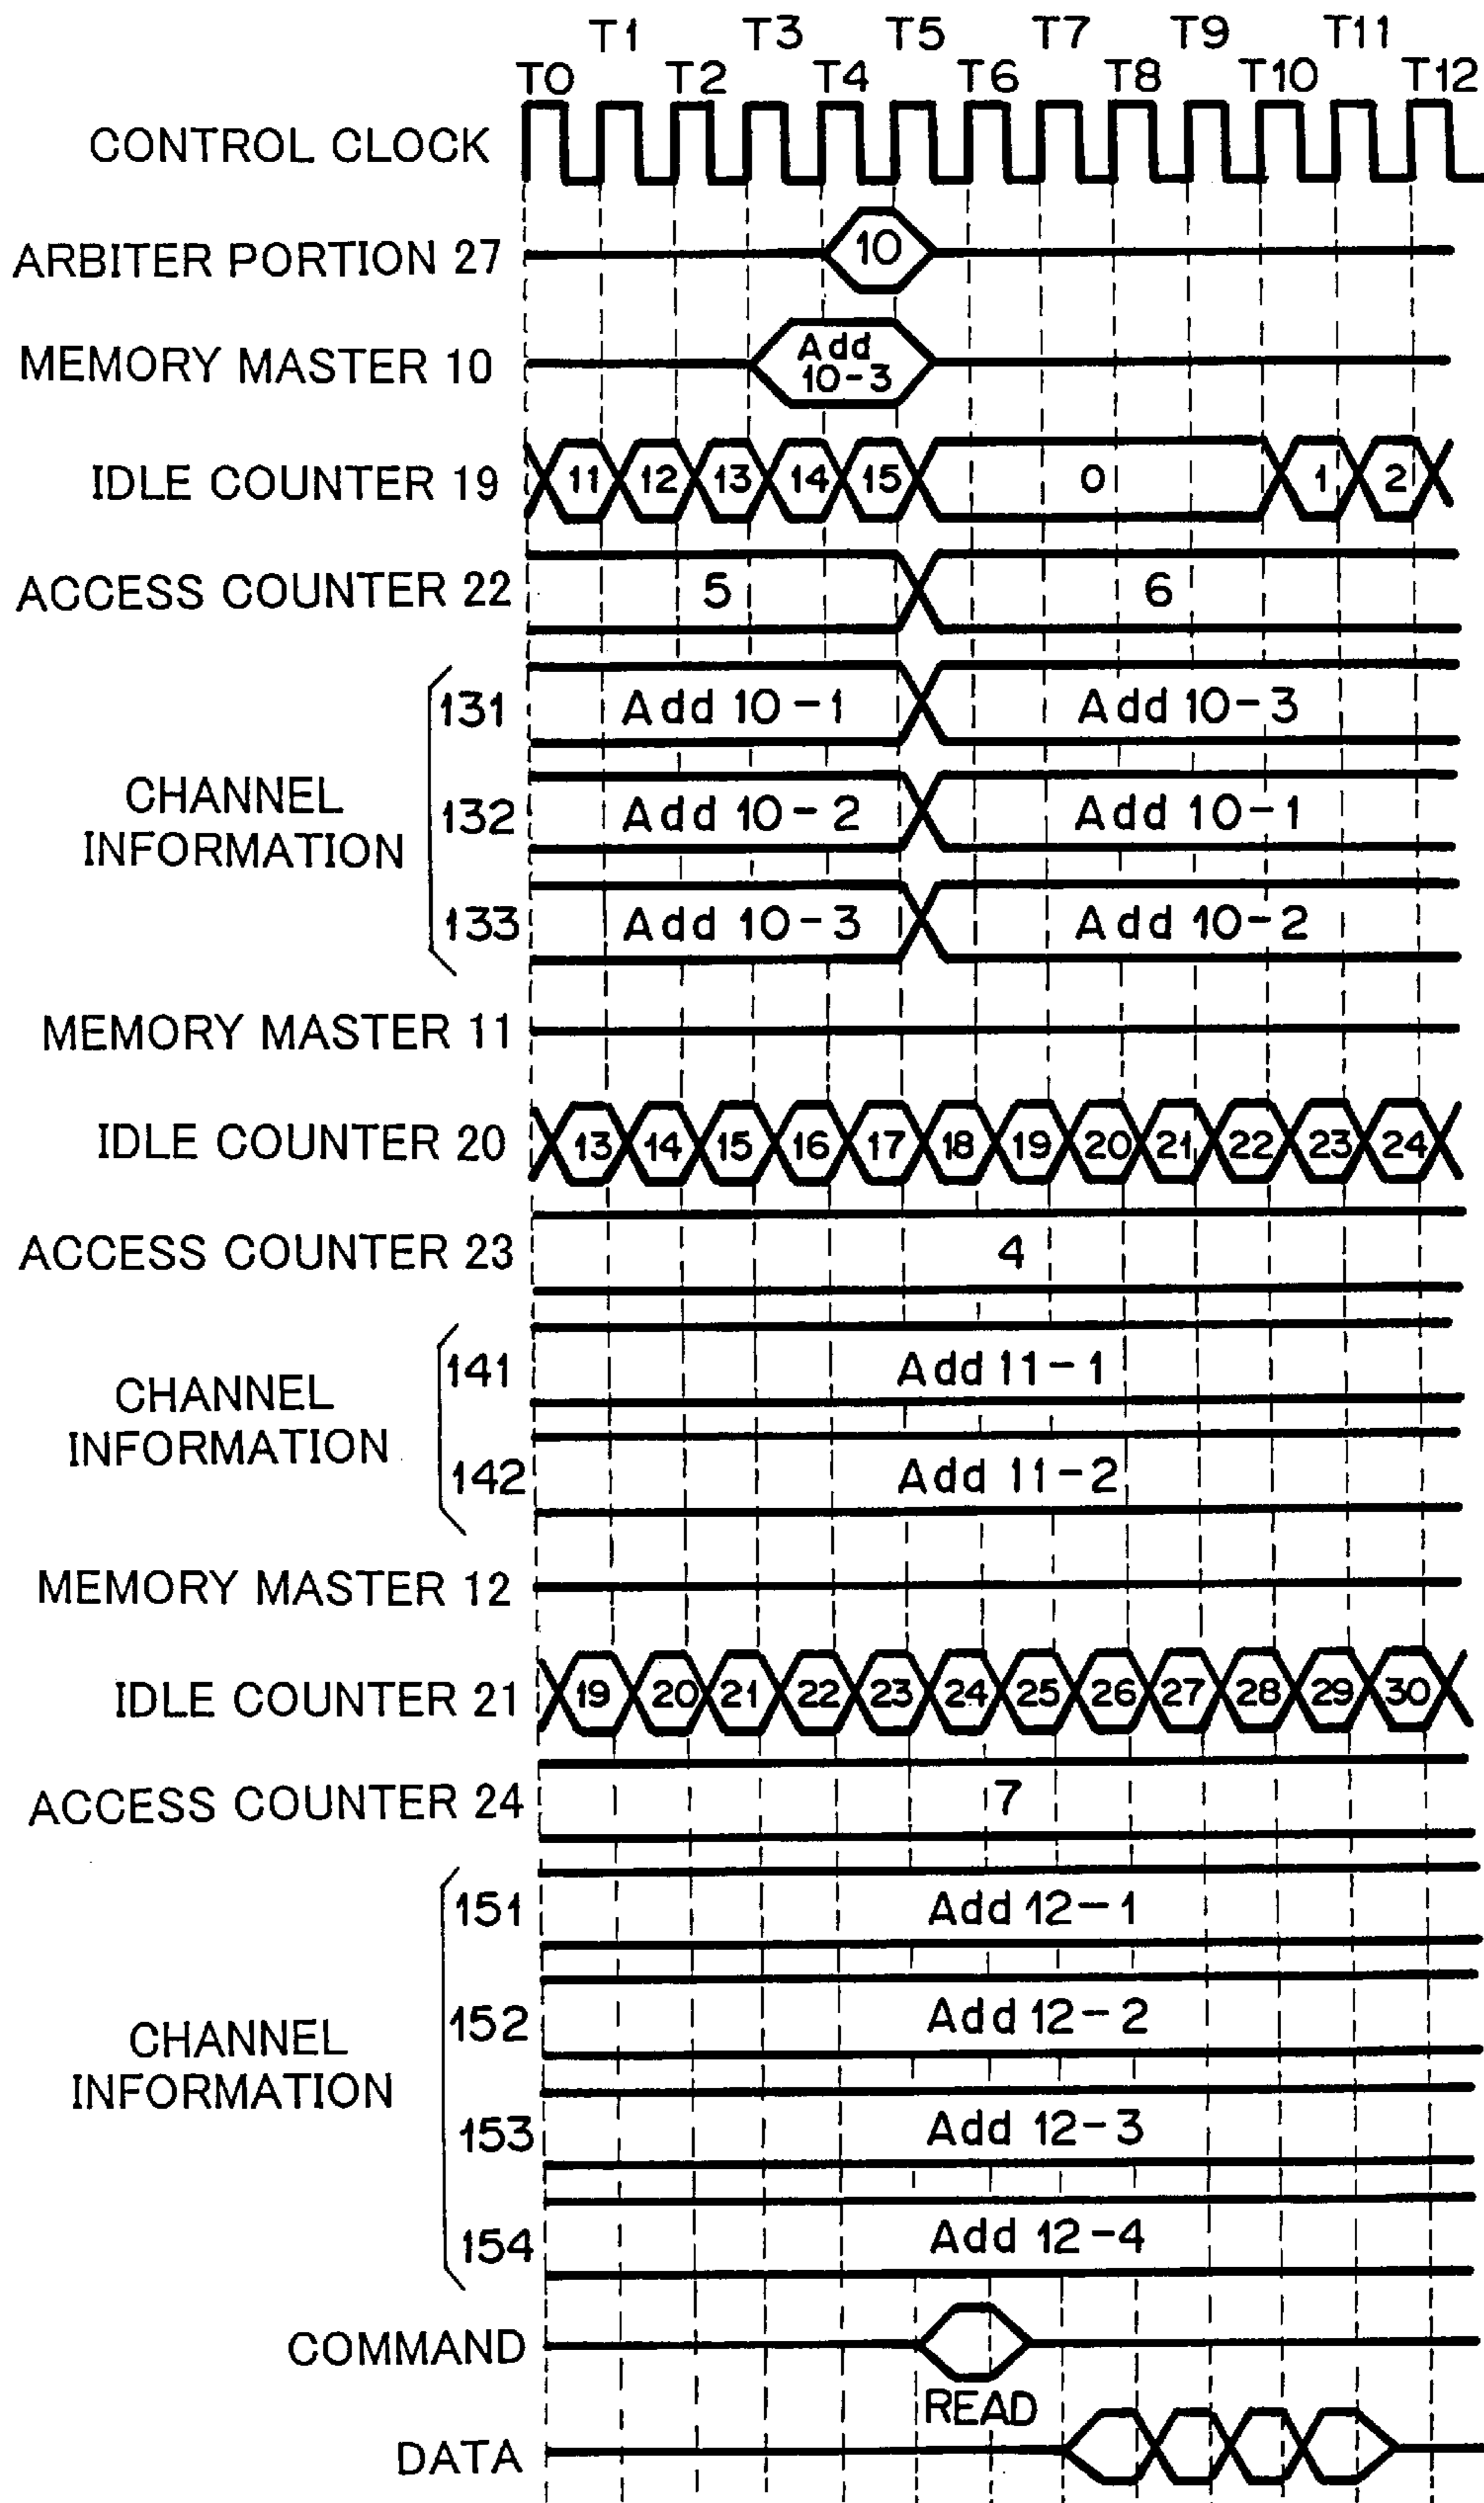 T1 T3 T5 T7 T9 T11
T0 T2 T4 T6 T8 T10 T12
CONTROL CLOCK
ARBITER PORTION 27 10
MEMORY MASTER 10 Add
10-3
IDLE COUNTER 19 11 12 13 14 15 0 1 2
ACCESS COUNTER 22 5 6
131 Add 10-1 Add 10-3
CHANNEL
INFORMATION
132 Add 10-2 Add 10-1
133 Add 10-3 Add 10-2
MEMORY MASTER 11
IDLE COUNTER 20 13 14 15 16 17 18 19 20 21 22 23 24
ACCESS COUNTER 23 4
141 Add 11-1
CHANNEL
INFORMATION
142 Add 11-2
MEMORY MASTER 12
IDLE COUNTER 21 19 20 21 22 23 24 25 26 27 28 29 30
ACCESS COUNTER 24 7
151 Add 12-1
152 Add 12-2
CHANNEL
INFORMATION
153 Add 12-3
154 Add 12-4
COMMAND
READ
DATA